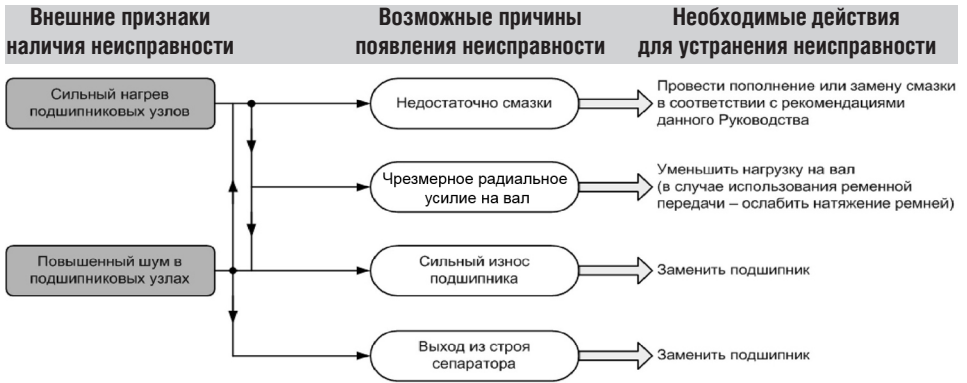 Внешние признаки
наличия неисправности
Возможные причины
появления неисправности
Необходимые действия
для устранения неисправности
Сильный нагрев
подшипниковых узлов
Недостаточно смазки
Провести пополнение или замену смазки
в соответствии с рекомендациями
данного Руководства
Чрезмерное радиальное
усилие на вал
Уменьшить нагрузку на вал
(в случае использования ременной
передачи – ослабить натяжение ремней)
Повышенный шум в
подшипниковых узлах
Сильный износ
подшипника
Заменить подшипник
Выход из строя
сепаратора
Заменить подшипник